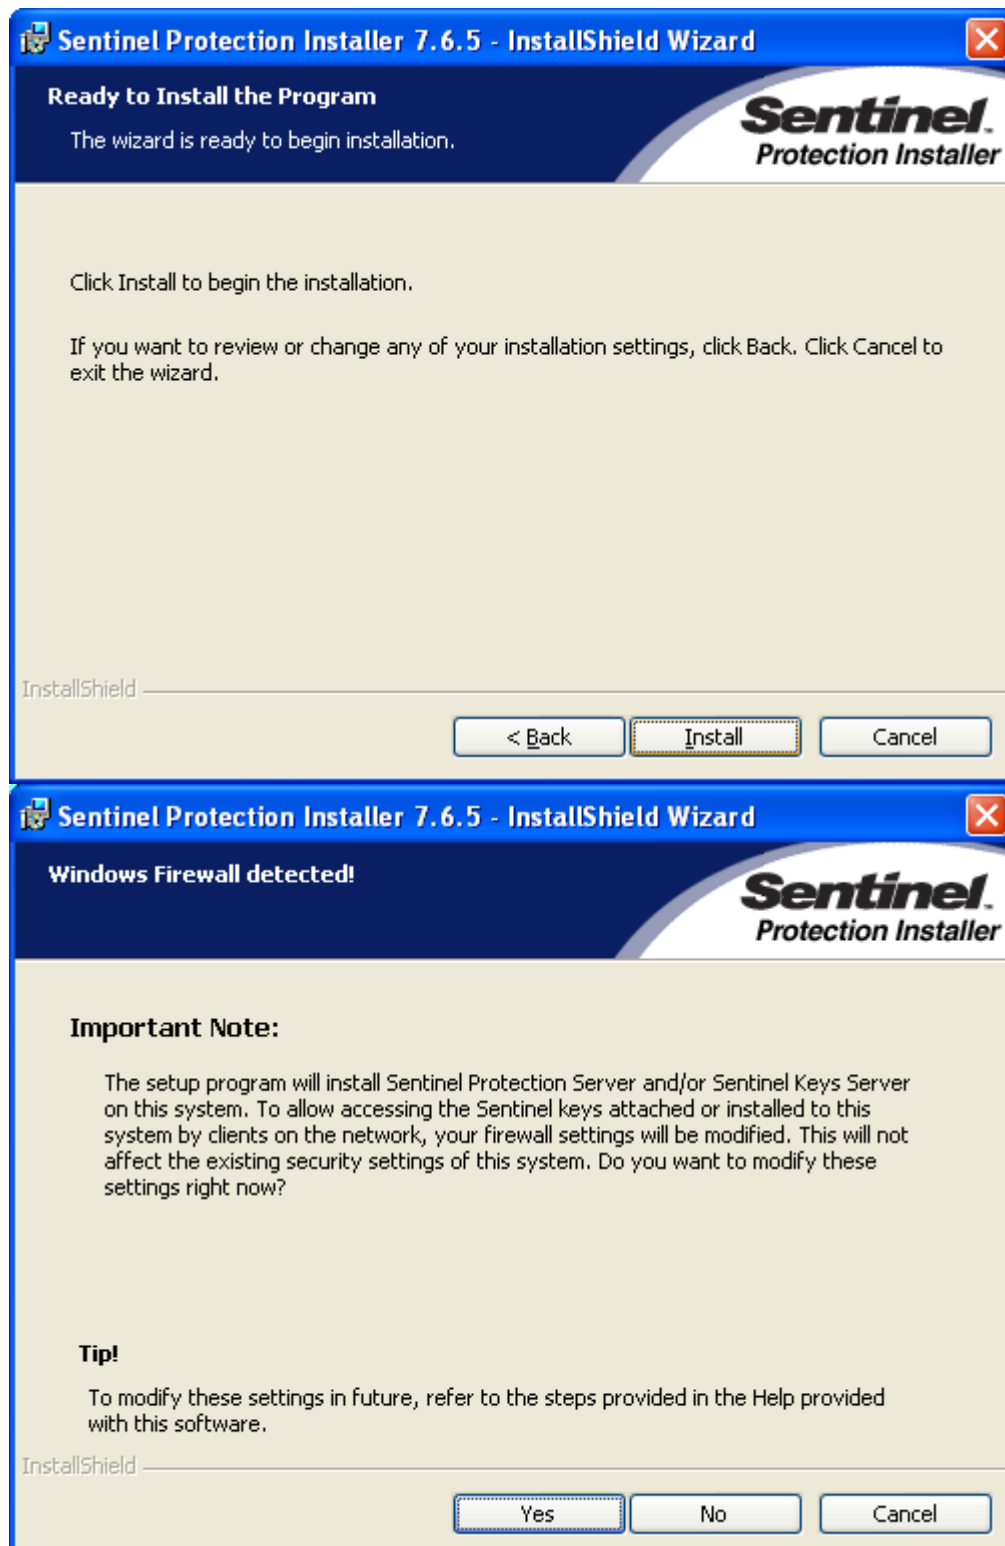 Sentinel Protection Installer 7.6.5 - InstallShield Wizard
Ready to Install the Program
The wizard is ready to begin installation.
Sentinel.
Protection Installer
Click Install to begin the installation.
If you want to review or change any of your installation settings, click Back. Click Cancel to
exit the wizard.
InstallShield
< Back
Install
Cancel
Sentinel Protection Installer 7.6.5 - InstallShield Wizard
Windows Firewall detected!
Sentinel.
Protection Installer
Important Note:
The setup program will install Sentinel Protection Server and/or Sentinel Keys Server
on this system. To allow accessing the Sentinel keys attached or installed to this
system by clients on the network, your firewall settings will be modified. This will not
affect the existing security settings of this system. Do you want to modify these
settings right now?
Tip!
To modify these settings in future, refer to the steps provided in the Help provided
with this software.
InstallShield
Yes
No
Cancel